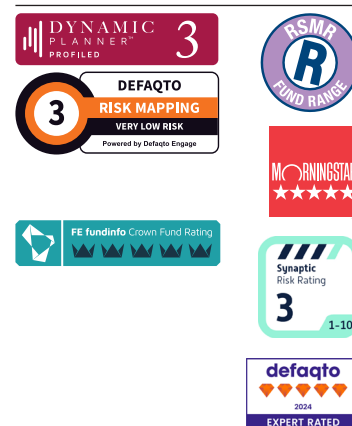 DYNAMIC
PLANNER™
PROFILED
3
DEFAQTO
3
RISK MAPPING
VERY LOW RISK
Powered by Defaqto Engage
FE fundinfo Crown Fund Rating
RSMR
R
FUND RANGE
MORNINGSTAR
Synaptic
Risk Rating
3
1-10
defaqto
2024
EXPERT RATED